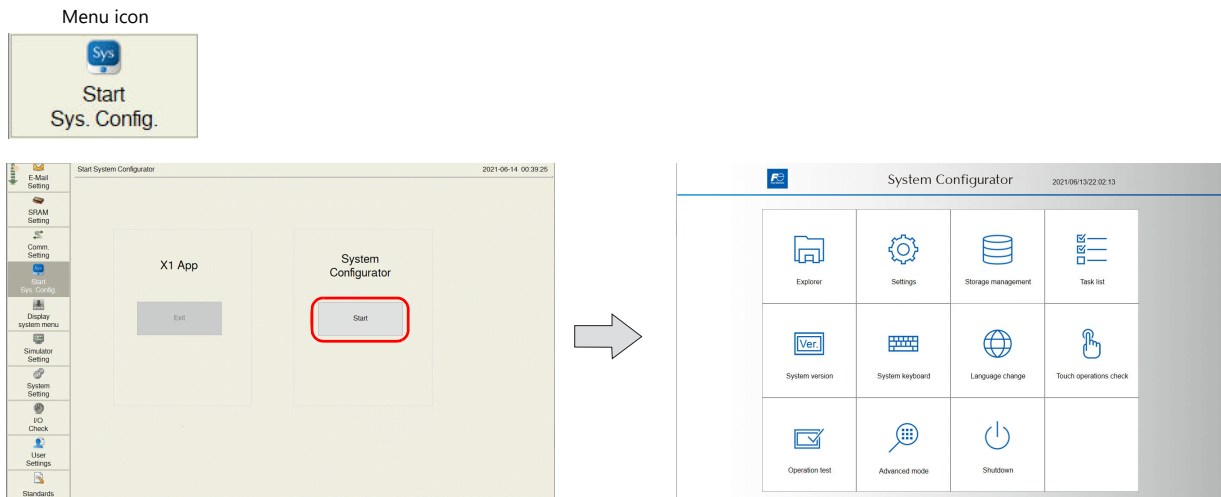 Menu icon
Sys
Start
Sys. Config.
E-Mail
Setting
SRAM
Setting
Comm.
Setting
Sys
Start
Sys. Config.
Display
system menu
Simulator
Setting
System
Setting
I/O
Check
User
Settings
Standards
Start System Configurator
2021-06-14 00:39:25
X1 App
Exit
System
Configurator
Start
System Configurator
2021/06/13/22:02:13
Explorer
Settings
Storage management
Task list
Ver.
System version
System keyboard
Language change
Touch operations check
Operation test
Advanced mode
Shutdown